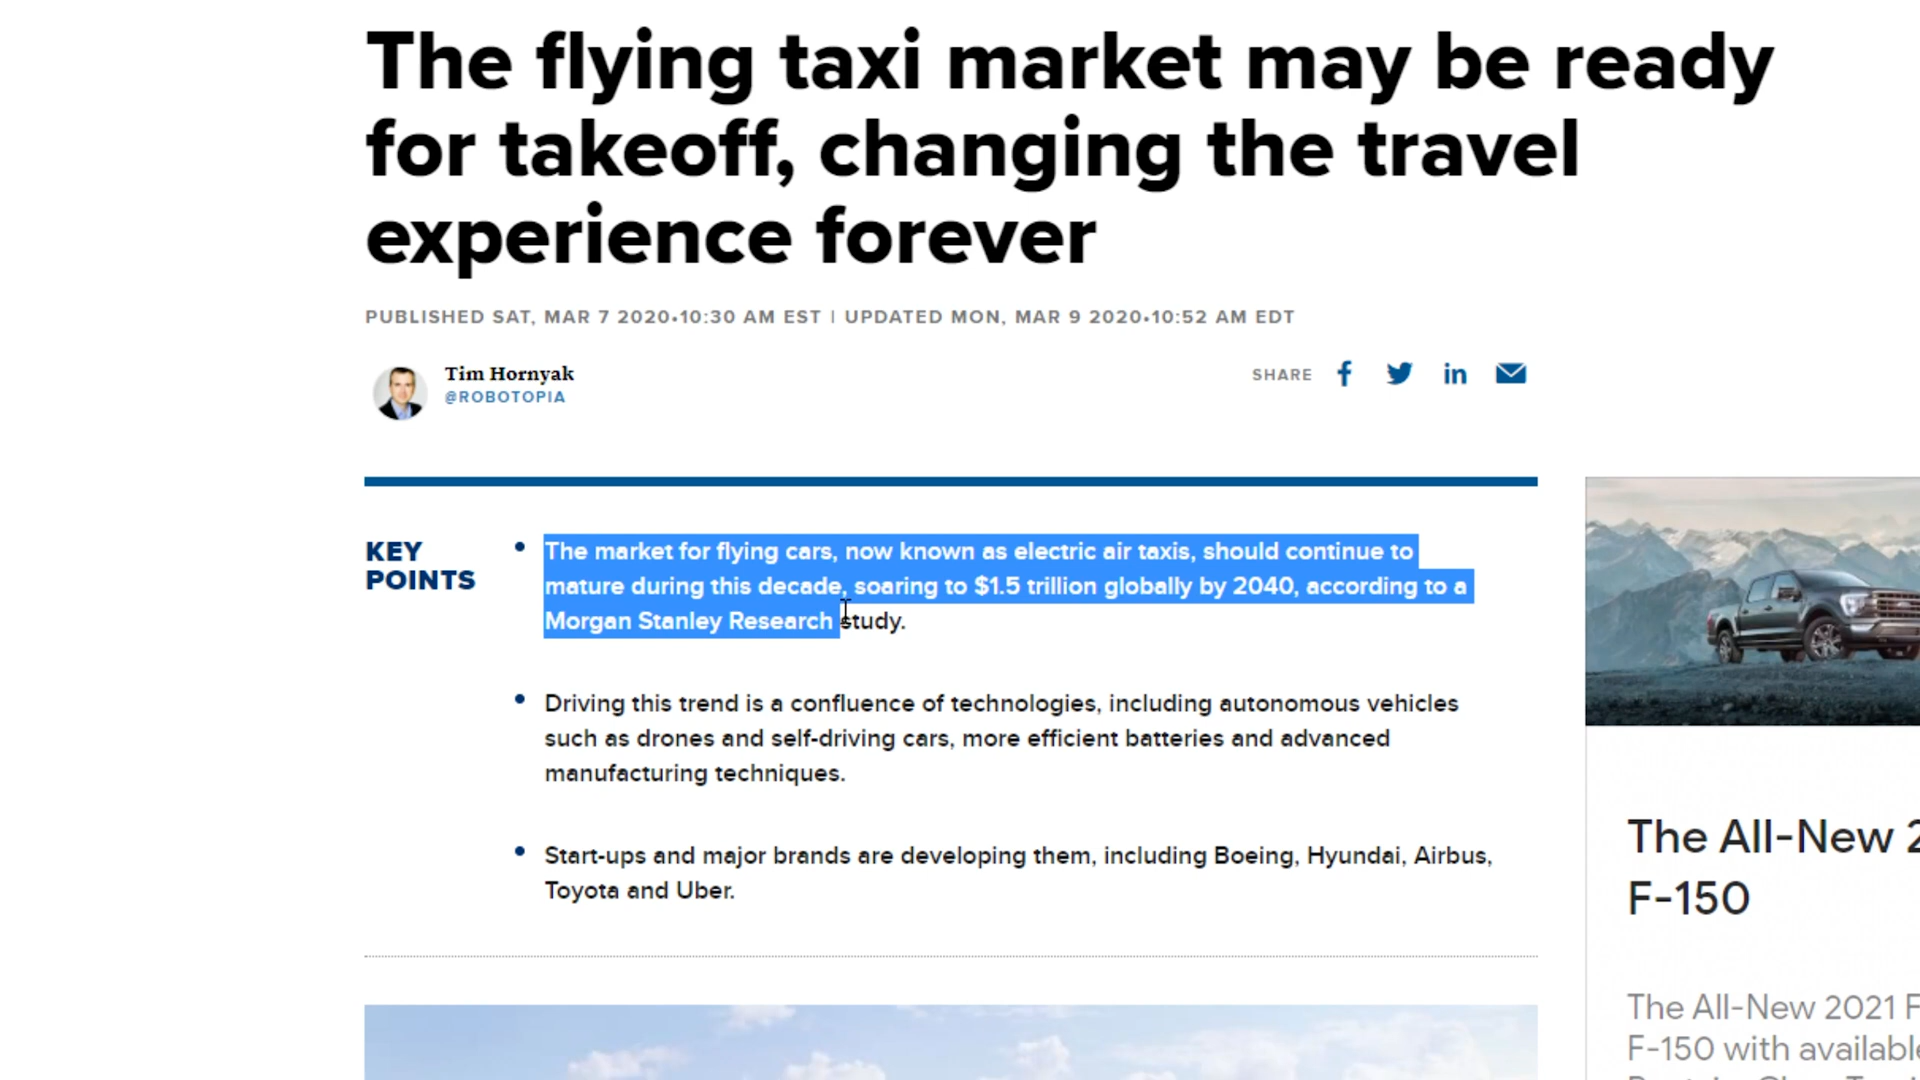 The flying taxi market may be ready
for takeoff, changing the travel
experience forever
PUBLISHED SAT, MAR 7 2020•10:30 AM EST | UPDATED MON, MAR 9 2020•10:52 AM EDT
Tim Hornyak
@ROBOTOPIA
SHARE
KEY
POINTS
• The market for flying cars, now known as electric air taxis, should continue to
mature during this decade, soaring to $1.5 trillion globally by 2040, according to a
Morgan Stanley Research study.
• Driving this trend is a confluence of technologies, including autonomous vehicles
such as drones and self-driving cars, more efficient batteries and advanced
manufacturing techniques.
• Start-ups and major brands are developing them, including Boeing, Hyundai, Airbus,
Toyota and Uber.
The All-New 2
F-150
The All-New 2021 F
F-150 with available